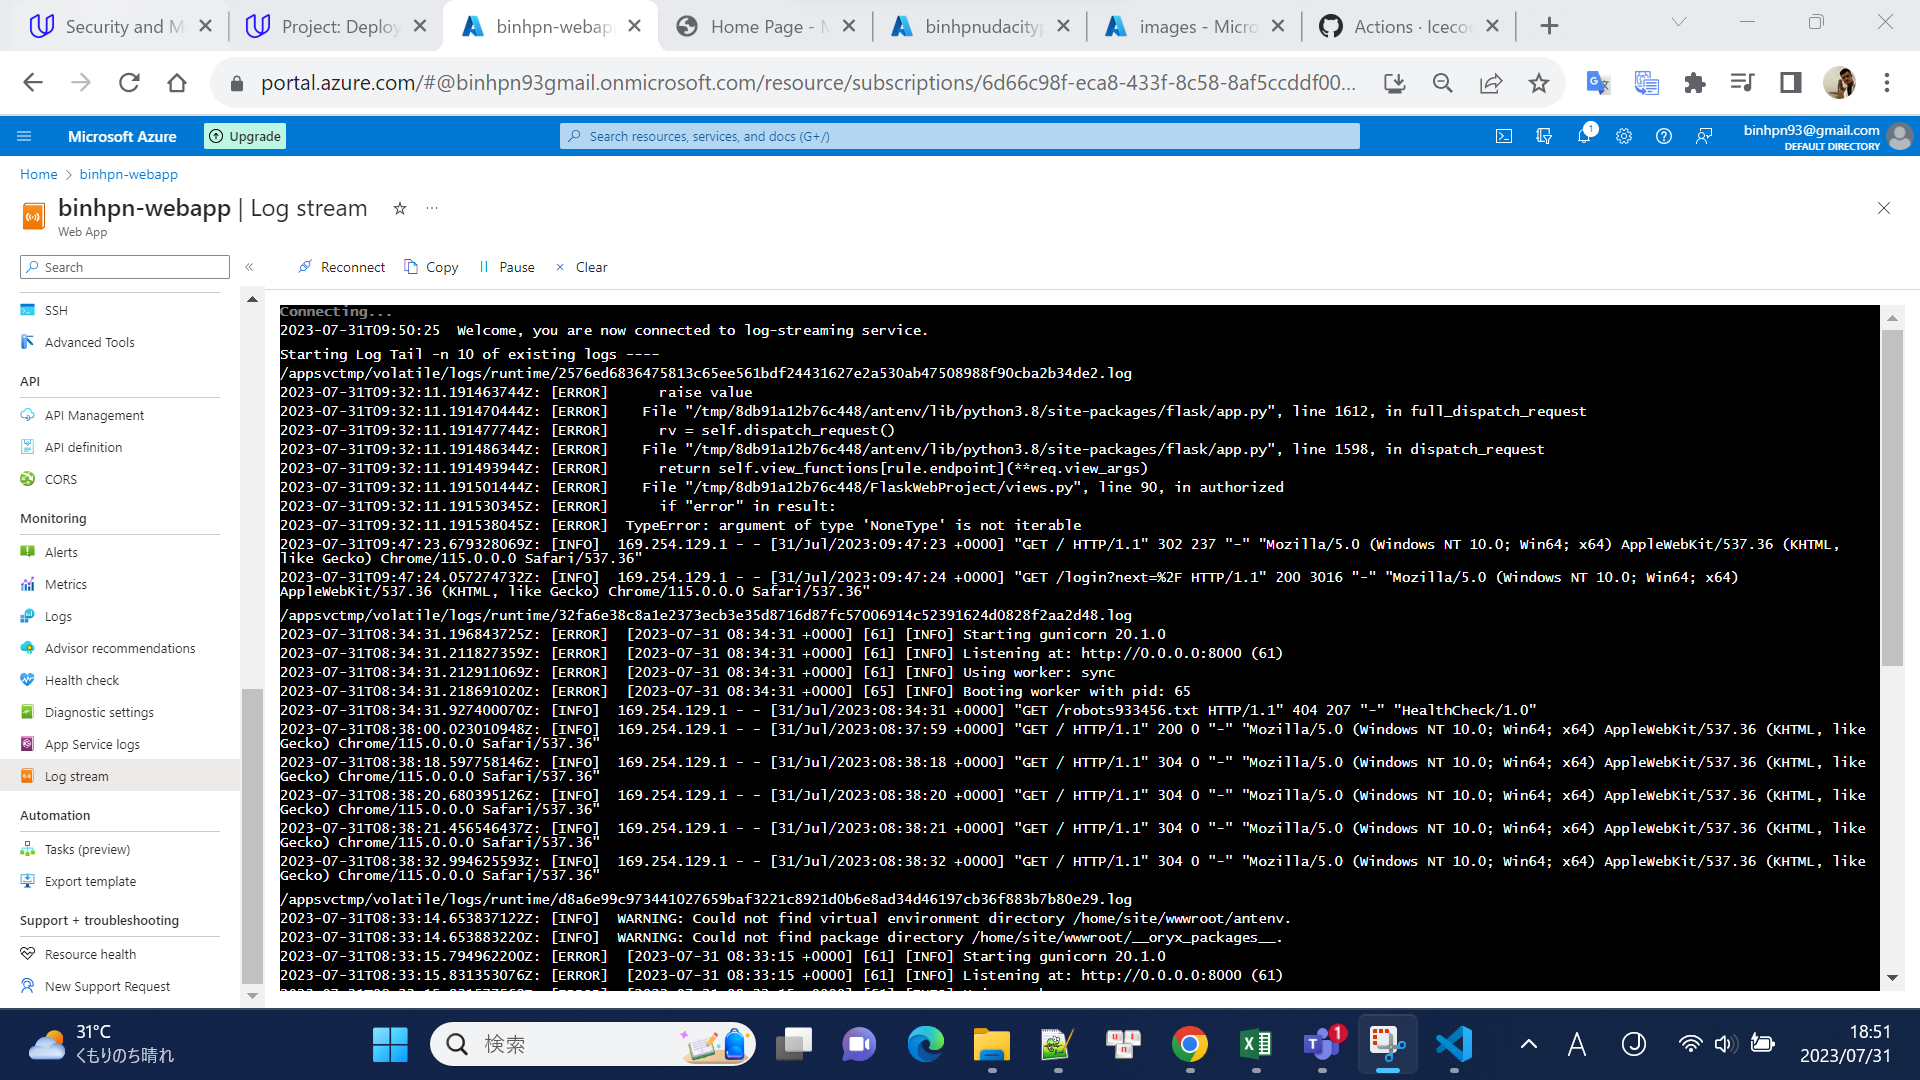 Security and M
Project: Deploy
binhpn-webap
Home Page - M
binhpnudacityp
images - Micro
Actions · Iceco
portal.azure.com/#@binhpn93gmail.onmicrosoft.com/resource/subscriptions/6d66c98f-eca8-433f-8c58-8af5ccddf00...
Microsoft Azure
Upgrade
Search resources, services, and docs (G+/)
1
binhpn93@gmail.com
DEFAULT DIRECTORY
Home > binhpn-webapp
binhpn-webapp | Log stream
Web App
Search
Reconnect
Copy
Pause
Clear
SSH
Advanced Tools
API
API Management
API definition
CORS
Monitoring
Alerts
Metrics
Logs
Advisor recommendations
Health check
Diagnostic settings
App Service logs
Log stream
Automation
Tasks (preview)
Export template
Support + troubleshooting
Resource health
New Support Request
Connecting...
2023-07-31T09:50:25  Welcome, you are now connected to log-streaming service.
Starting Log Tail -n 10 of existing logs ----
/appsvctmp/volatile/logs/runtime/2576ed6836475813c65ee561bdf24431627e2a530ab47508988f90cba2b34de2.log
2023-07-31T09:32:11.191463744Z: [ERROR]      raise value
2023-07-31T09:32:11.191470444Z: [ERROR]    File "/tmp/8db91a12b76c448/antenv/lib/python3.8/site-packages/flask/app.py", line 1612, in full_dispatch_request
2023-07-31T09:32:11.191477744Z: [ERROR]      rv = self.dispatch_request()
2023-07-31T09:32:11.191486344Z: [ERROR]    File "/tmp/8db91a12b76c448/antenv/lib/python3.8/site-packages/flask/app.py", line 1598, in dispatch_request
2023-07-31T09:32:11.191493944Z: [ERROR]      return self.view_functions[rule.endpoint](**req.view_args)
2023-07-31T09:32:11.191501444Z: [ERROR]    File "/tmp/8db91a12b76c448/FlaskWebProject/views.py", line 90, in authorized
2023-07-31T09:32:11.191530345Z: [ERROR]      if "error" in result:
2023-07-31T09:32:11.191538045Z: [ERROR]  TypeError: argument of type 'NoneType' is not iterable
2023-07-31T09:47:23.679328069Z: [INFO]  169.254.129.1 - - [31/Jul/2023:09:47:23 +0000] "GET / HTTP/1.1" 302 237 "-" "Mozilla/5.0 (Windows NT 10.0; Win64; x64) AppleWebKit/537.36 (KHTML,
like Gecko) Chrome/115.0.0.0 Safari/537.36"
2023-07-31T09:47:24.057274732Z: [INFO]  169.254.129.1 - - [31/Jul/2023:09:47:24 +0000] "GET /login?next=%2F HTTP/1.1" 200 3016 "-" "Mozilla/5.0 (Windows NT 10.0; Win64; x64)
AppleWebKit/537.36 (KHTML, like Gecko) Chrome/115.0.0.0 Safari/537.36"
/appsvctmp/volatile/logs/runtime/32fa6e38c8a1e2373ecb3e35d8716d87fc57006914c52391624d0828f2aa2d48.log
2023-07-31T08:34:31.196843725Z: [ERROR]  [2023-07-31 08:34:31 +0000] [61] [INFO] Starting gunicorn 20.1.0
2023-07-31T08:34:31.211827359Z: [ERROR]  [2023-07-31 08:34:31 +0000] [61] [INFO] Listening at: http://0.0.0.0:8000 (61)
2023-07-31T08:34:31.212911069Z: [ERROR]  [2023-07-31 08:34:31 +0000] [61] [INFO] Using worker: sync
2023-07-31T08:34:31.218691020Z: [ERROR]  [2023-07-31 08:34:31 +0000] [65] [INFO] Booting worker with pid: 65
2023-07-31T08:34:31.927400070Z: [INFO]  169.254.129.1 - - [31/Jul/2023:08:34:31 +0000] "GET /robots933456.txt HTTP/1.1" 404 207 "-" "HealthCheck/1.0"
2023-07-31T08:38:00.023010948Z: [INFO]  169.254.129.1 - - [31/Jul/2023:08:37:59 +0000] "GET / HTTP/1.1" 200 0 "-" "Mozilla/5.0 (Windows NT 10.0; Win64; x64) AppleWebKit/537.36 (KHTML, like
Gecko) Chrome/115.0.0.0 Safari/537.36"
2023-07-31T08:38:18.597758146Z: [INFO]  169.254.129.1 - - [31/Jul/2023:08:38:18 +0000] "GET / HTTP/1.1" 304 0 "-" "Mozilla/5.0 (Windows NT 10.0; Win64; x64) AppleWebKit/537.36 (KHTML, like
Gecko) Chrome/115.0.0.0 Safari/537.36"
2023-07-31T08:38:20.680395126Z: [INFO]  169.254.129.1 - - [31/Jul/2023:08:38:20 +0000] "GET / HTTP/1.1" 304 0 "-" "Mozilla/5.0 (Windows NT 10.0; Win64; x64) AppleWebKit/537.36 (KHTML, like
Gecko) Chrome/115.0.0.0 Safari/537.36"
2023-07-31T08:38:21.456546437Z: [INFO]  169.254.129.1 - - [31/Jul/2023:08:38:21 +0000] "GET / HTTP/1.1" 304 0 "-" "Mozilla/5.0 (Windows NT 10.0; Win64; x64) AppleWebKit/537.36 (KHTML, like
Gecko) Chrome/115.0.0.0 Safari/537.36"
2023-07-31T08:38:32.994625593Z: [INFO]  169.254.129.1 - - [31/Jul/2023:08:38:32 +0000] "GET / HTTP/1.1" 304 0 "-" "Mozilla/5.0 (Windows NT 10.0; Win64; x64) AppleWebKit/537.36 (KHTML, like
Gecko) Chrome/115.0.0.0 Safari/537.36"
/appsvctmp/volatile/logs/runtime/d8a6e99c973441027659baf3221c8921d0b6e8ad34d46197cb36f883b7b80e29.log
2023-07-31T08:33:14.653837122Z: [INFO]  WARNING: Could not find virtual environment directory /home/site/wwwroot/antenv.
2023-07-31T08:33:14.653883220Z: [INFO]  WARNING: Could not find package directory /home/site/wwwroot/__oryx_packages__.
2023-07-31T08:33:15.794962200Z: [ERROR]  [2023-07-31 08:33:15 +0000] [61] [INFO] Starting gunicorn 20.1.0
2023-07-31T08:33:15.831353076Z: [ERROR]  [2023-07-31 08:33:15 +0000] [61] [INFO] Listening at: http://0.0.0.0:8000 (61)
31°C
くもりのち晴れ
検索
1
A
J
18:51
2023/07/31